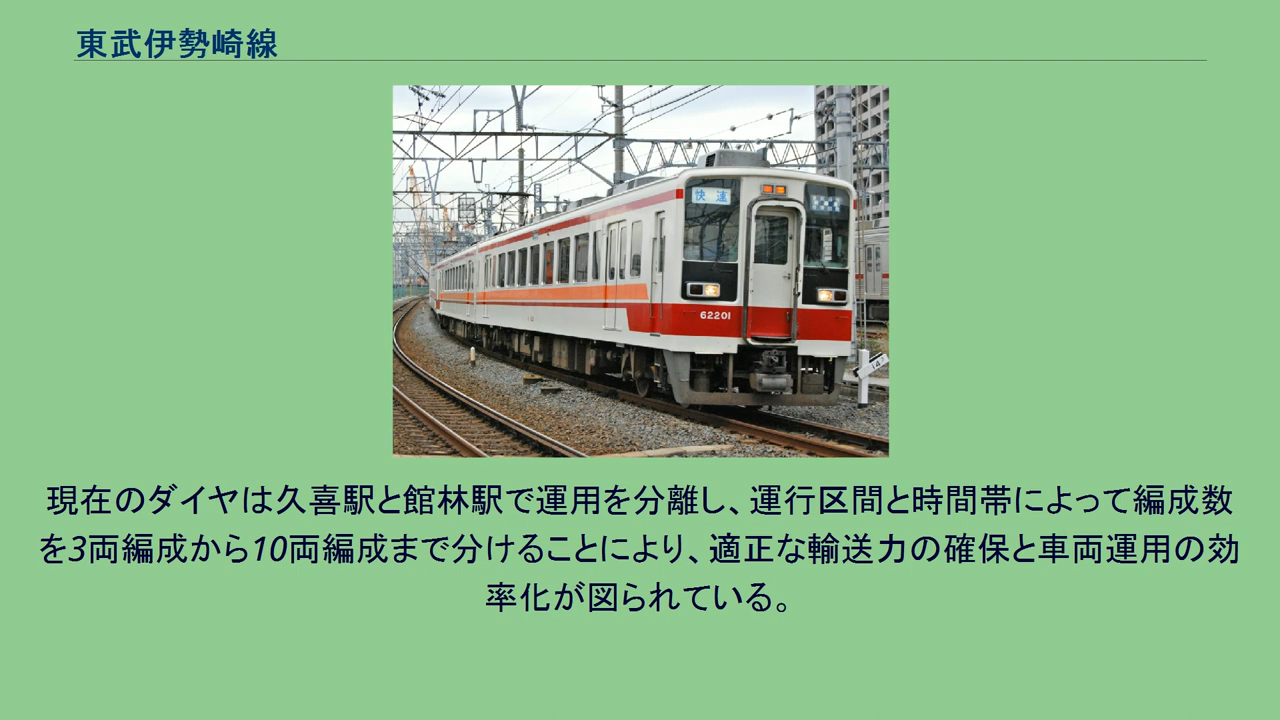 東武伊勢崎線
快速
62201
現在のダイヤは久喜駅と館林駅で運用を分離し、運行区間と時間帯によって編成数
を3両編成から10両編成まで分けることにより、適正な輸送力の確保と車両運用の効
率化が図られている。